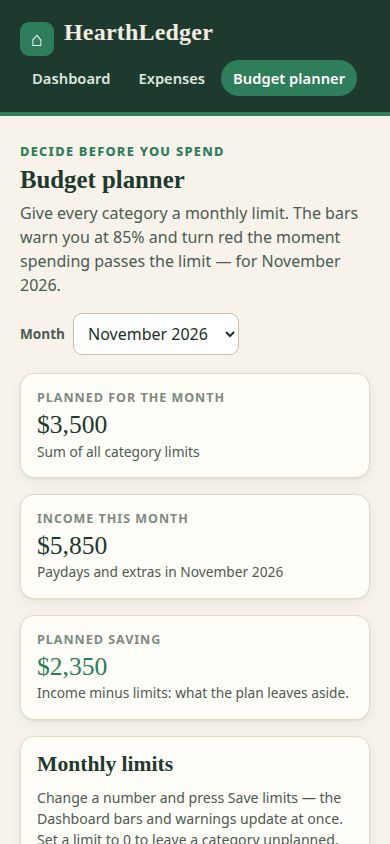 HearthLedger
Dashboard Expenses Budget planner
DECIDE BEFORE YOU SPEND
Budget planner
Give every category a monthly limit. The bars
warn you at 85% and turn red the moment
spending passes the limit — for November
2026.
Month November 2026
PLANNED FOR THE MONTH
$3,500
Sum of all category limits
INCOME THIS MONTH
$5,850
Paydays and extras in November 2026
PLANNED SAVING
$2,350
Income minus limits: what the plan leaves aside.
Monthly limits
Change a number and press Save limits — the
Dashboard bars and warnings update at once.
Set a limit to 0 to leave a category unplanned.